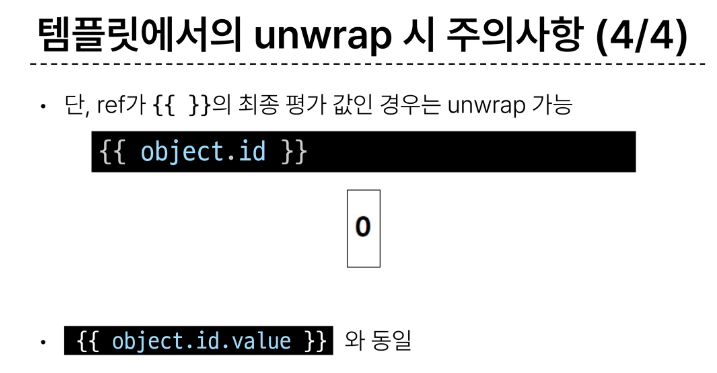 템플릿에서의 unwrap 시 주의사항 (4/4)
• 단, ref가 {{ }}의 최종 평가 값인 경우는 unwrap 가능
{{ object.id }}
0
• {{ object.id.value }} 와 동일